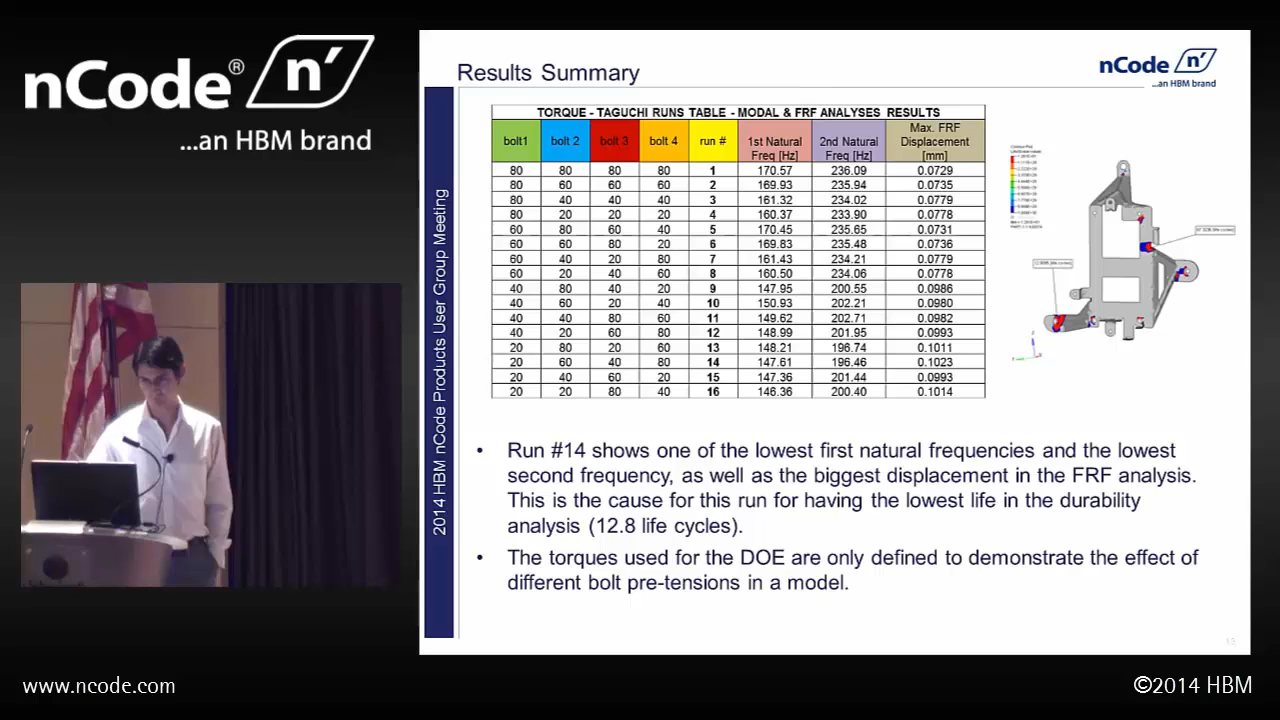 nCode® n'
...an HBM brand
Results Summary
nCode n'
...an HBM brand
2014 HBM nCode Products User Group Meeting
TORQUE - TAGUCHI RUNS TABLE - MODAL & FRF ANALYSES RESULTS
bolt1 bolt 2 bolt 3 bolt 4 run # 1st Natural Freq [Hz] 2nd Natural Freq [Hz] Max. FRF Displacement [mm]
80 80 80 80 1 170.57 236.09 0.0729
80 60 60 60 2 169.93 235.94 0.0735
80 40 40 40 3 161.32 234.02 0.0779
80 20 20 20 4 160.37 233.90 0.0778
60 80 60 40 5 170.45 235.65 0.0731
60 60 80 20 6 169.83 235.48 0.0736
60 40 20 80 7 161.43 234.21 0.0779
60 20 40 60 8 160.50 234.06 0.0778
40 80 40 20 9 147.95 200.55 0.0986
40 60 20 40 10 150.93 202.21 0.0980
40 40 80 60 11 149.62 202.71 0.0982
40 20 60 80 12 148.99 201.95 0.0993
20 80 20 60 13 148.21 196.74 0.1011
20 60 40 80 14 147.61 196.46 0.1023
20 40 60 20 15 147.36 201.44 0.0993
20 20 80 40 16 146.36 200.40 0.1014
• Run #14 shows one of the lowest first natural frequencies and the lowest
second frequency, as well as the biggest displacement in the FRF analysis.
This is the cause for this run for having the lowest life in the durability
analysis (12.8 life cycles).
• The torques used for the DOE are only defined to demonstrate the effect of
different bolt pre-tensions in a model.
www.ncode.com
©2014 HBM